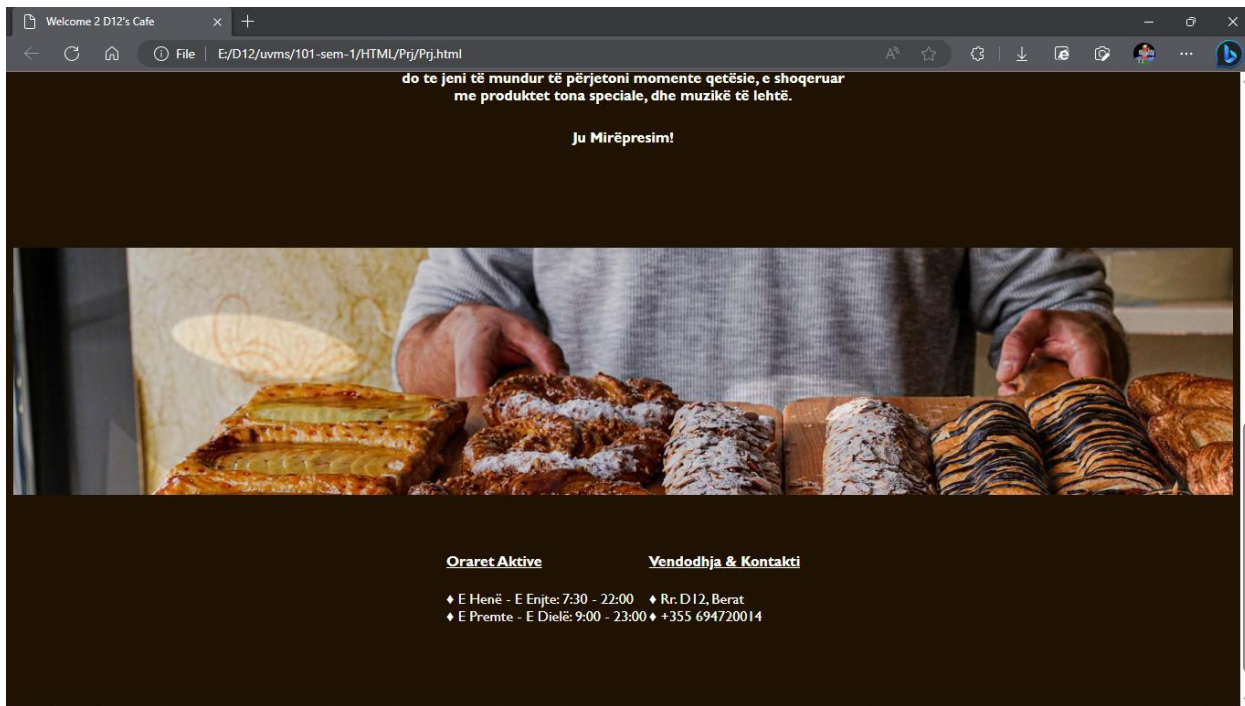 Welcome 2 D12's Cafe
File | E:/D12/uvms/101-sem-1/HTML/Prj/Prj.html
do te jeni të mundur të përjetoni momente qetësie, e shoqeruar
me produktet tona speciale, dhe muzikë të lehtë.
Ju Mirëpresim!
Oraret Aktive
♦ E Henë - E Enjte: 7:30 - 22:00
♦ E Premte - E Dielë: 9:00 - 23:00
Vendodhja & Kontakti
♦ Rr. D12, Berat
♦ +355 694720014